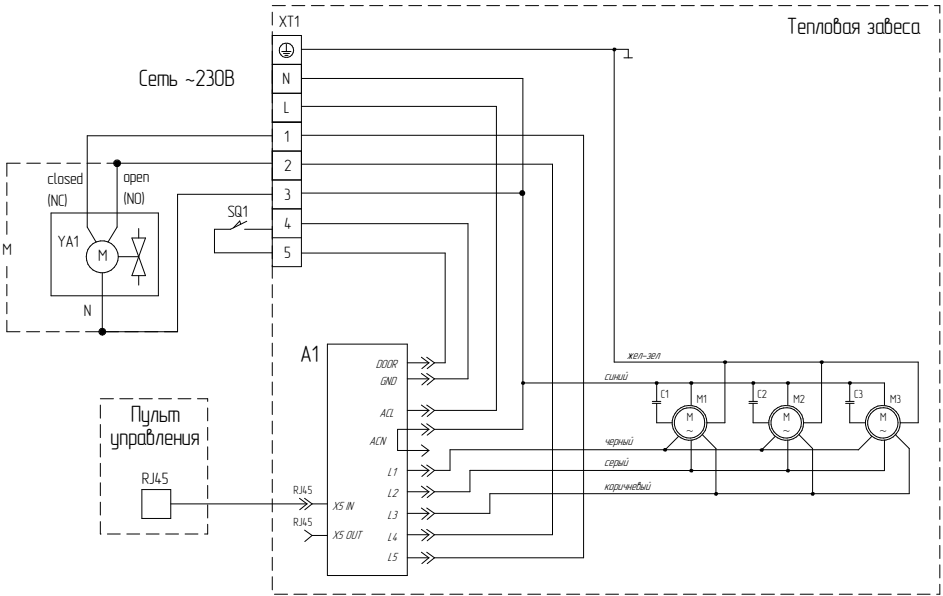 XT1
Тепловая завеса
Сеть ~230В
N
L
1
2
3
4
5
closed
(NC)
open
(NO)
SQ1
YA1
M
M
N
A1
DOOR
GND
ACL
ACN
L1
L2
L3
L4
L5
X5 IN
X5 OUT
Пульт
управления
RJ45
RJ45
RJ45
жел-зел
синий
черный
серый
коричневый
C1
M1
M
~
C2
M2
M
~
C3
M3
M
~